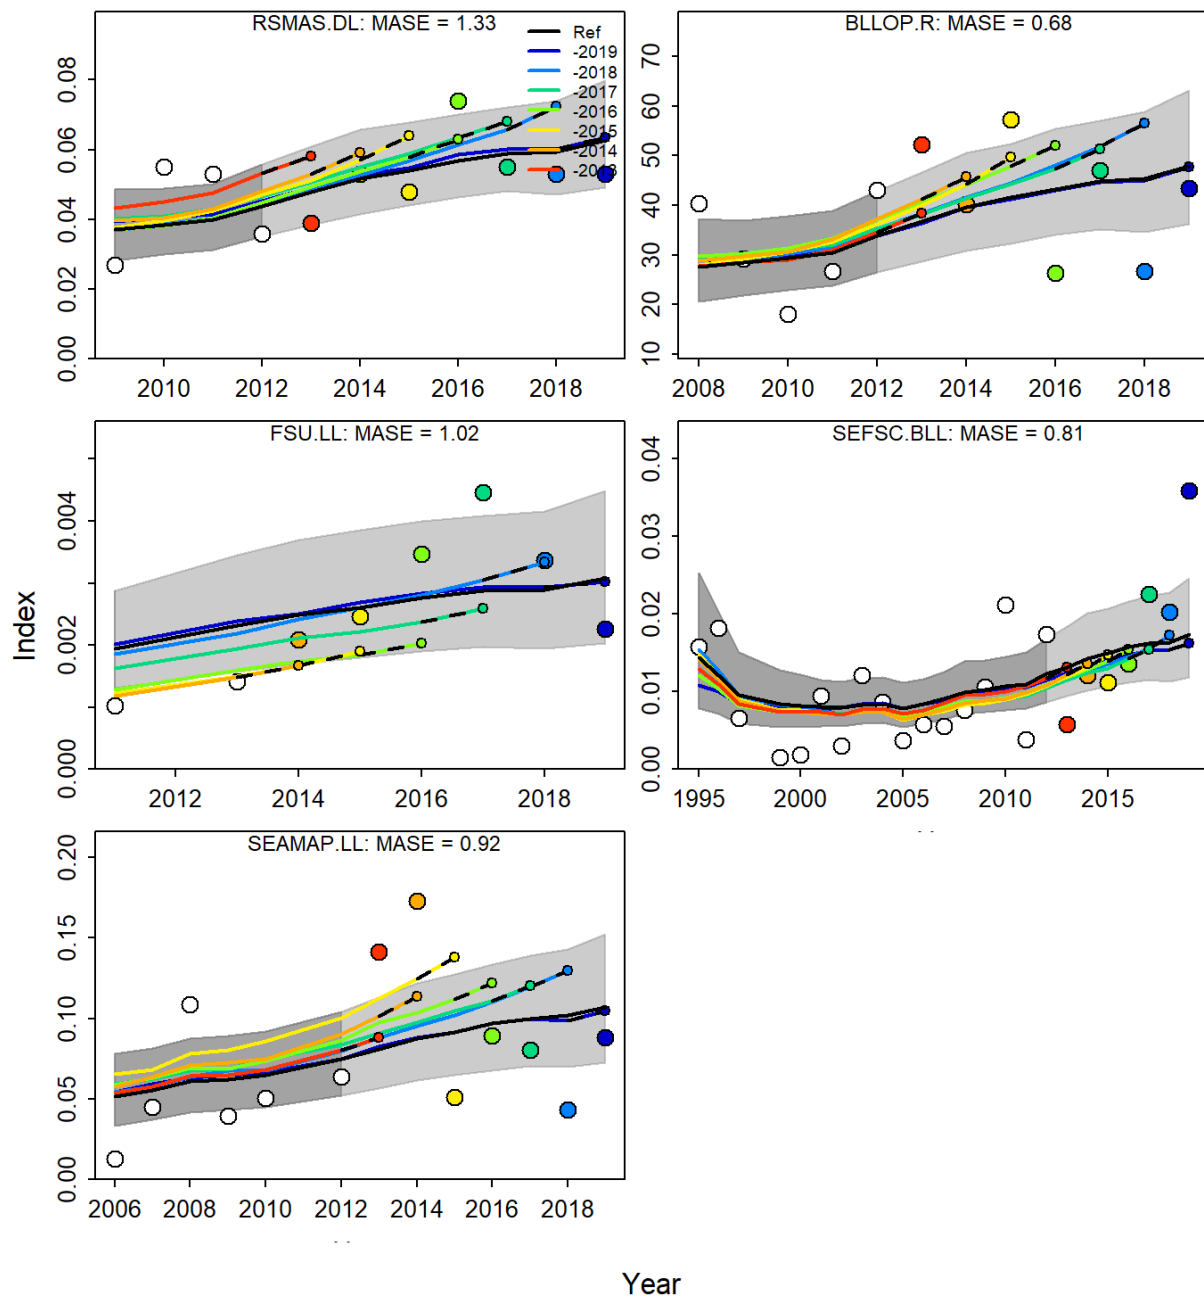 RSMAS.DL: MASE = 1.33
Ref
-2019
-2018
-2017
-2016
-2015
-2014
0.00 0.02 0.04 0.06 0.08
2010 2012 2014 2016 2018
BLLOP.R: MASE = 0.68
10 20 30 40 50 60 70
2008 2010 2012 2014 2016 2018
FSU.LL: MASE = 1.02
0.000 0.002 0.004
2012 2014 2016 2018
SEFSC.BLL: MASE = 0.81
0.00 0.01 0.02 0.03 0.04
1995 2000 2005 2010 2015
SEAMAP.LL: MASE = 0.92
0.00 0.05 0.10 0.15 0.20
2006 2008 2010 2012 2014 2016 2018
Index
Year